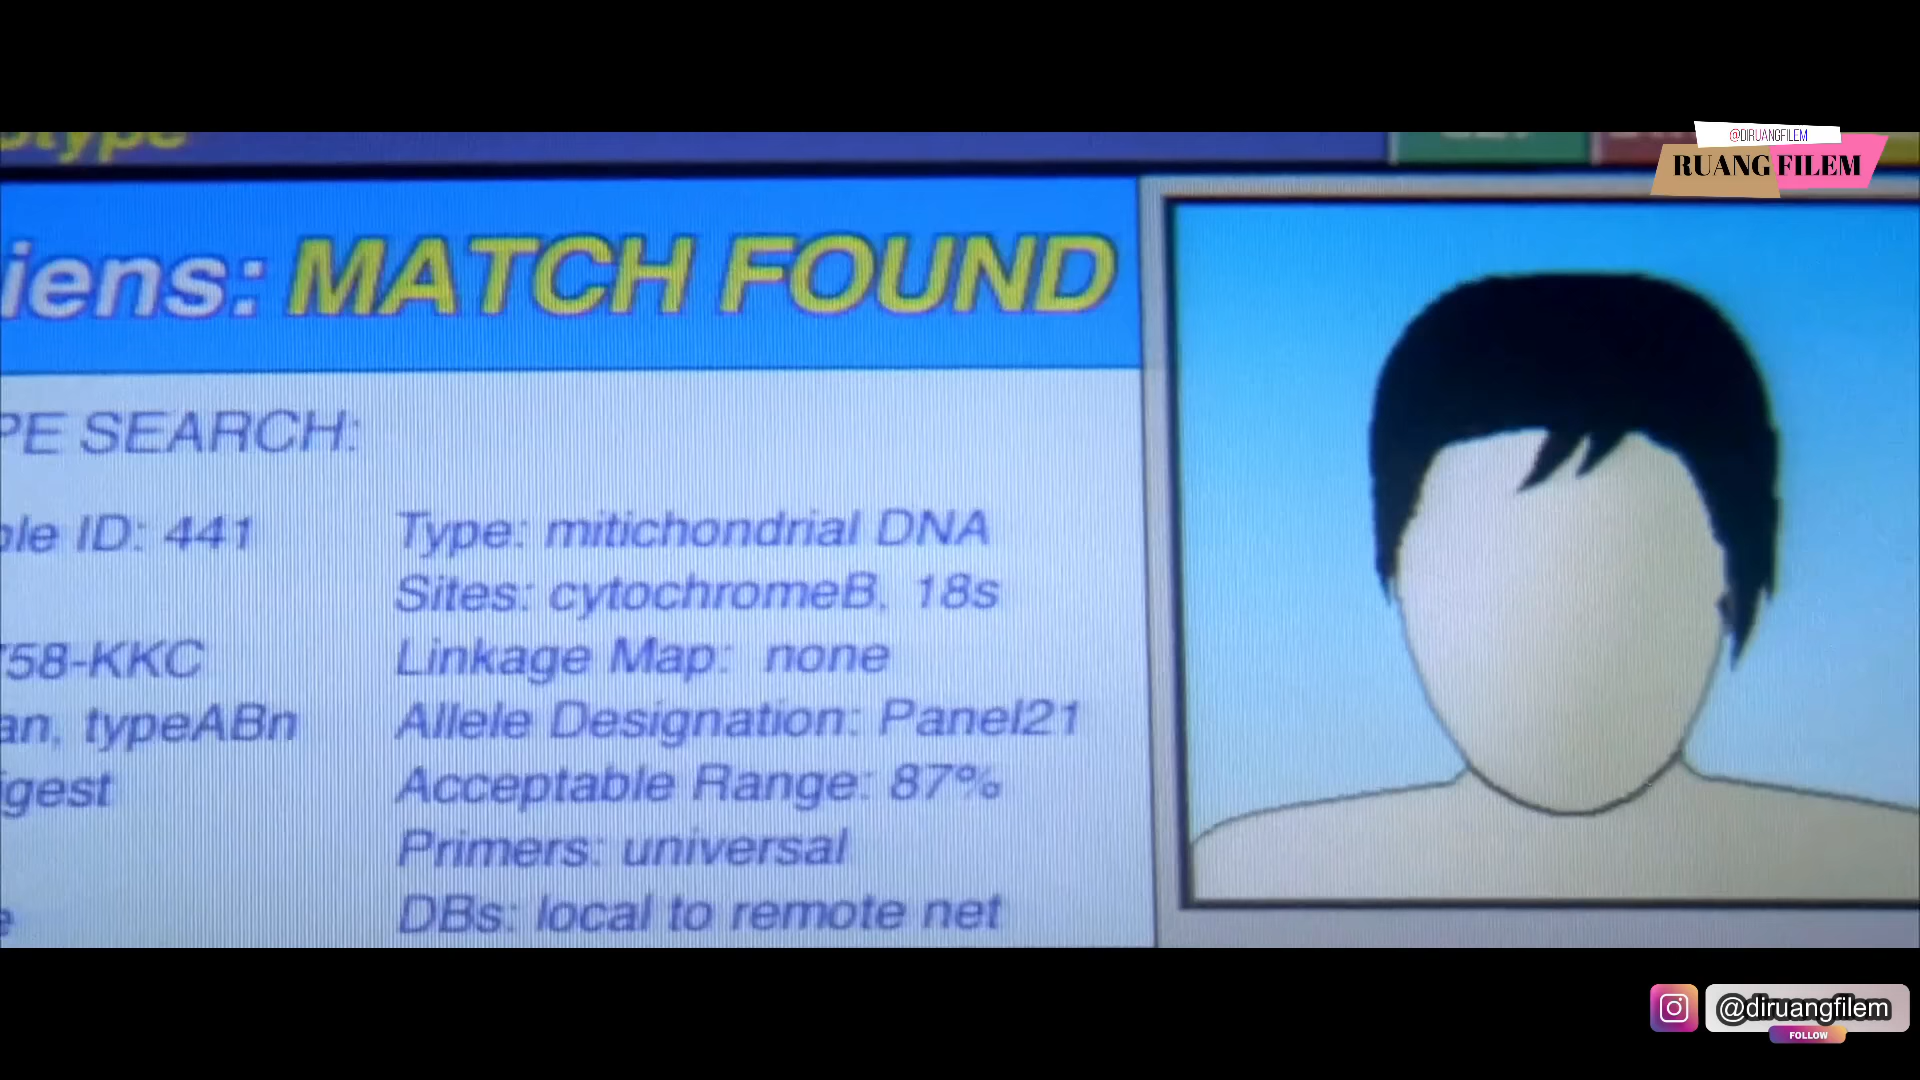 @DIRUANGFILEM
RUANG FILEM
otype
iens: MATCH FOUND
PE SEARCH:
ole ID: 441
Type: mitichondrial DNA
Sites: cytochromeB, 18s
758-KKC
Linkage Map: none
an, typeABn
Allele Designation: Panel21
igest
Acceptable Range: 87%
Primers: universal
e
DBs: local to remote net
@diruangfilem
FOLLOW